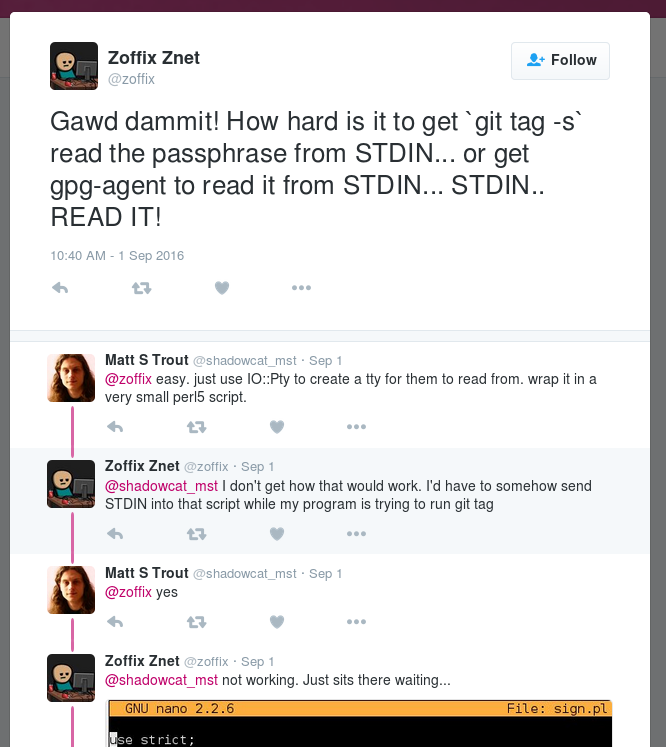 Zoffix Znet
@zoffix
Follow
Gawd dammit! How hard is it to get `git tag -s`
read the passphrase from STDIN... or get
gpg-agent to read it from STDIN... STDIN..
READ IT!
10:40 AM - 1 Sep 2016
Matt S Trout @shadowcat_mst · Sep 1
@zoffix easy. just use IO::Pty to create a tty for them to read from. wrap it in a
very small perl5 script.
Zoffix Znet @zoffix · Sep 1
@shadowcat_mst I don't get how that would work. I'd have to somehow send
STDIN into that script while my program is trying to run git tag
Matt S Trout @shadowcat_mst · Sep 1
@zoffix yes
Zoffix Znet @zoffix · Sep 1
@shadowcat_mst not working. Just sits there waiting...
GNU nano 2.2.6 File: sign.pl
use strict;